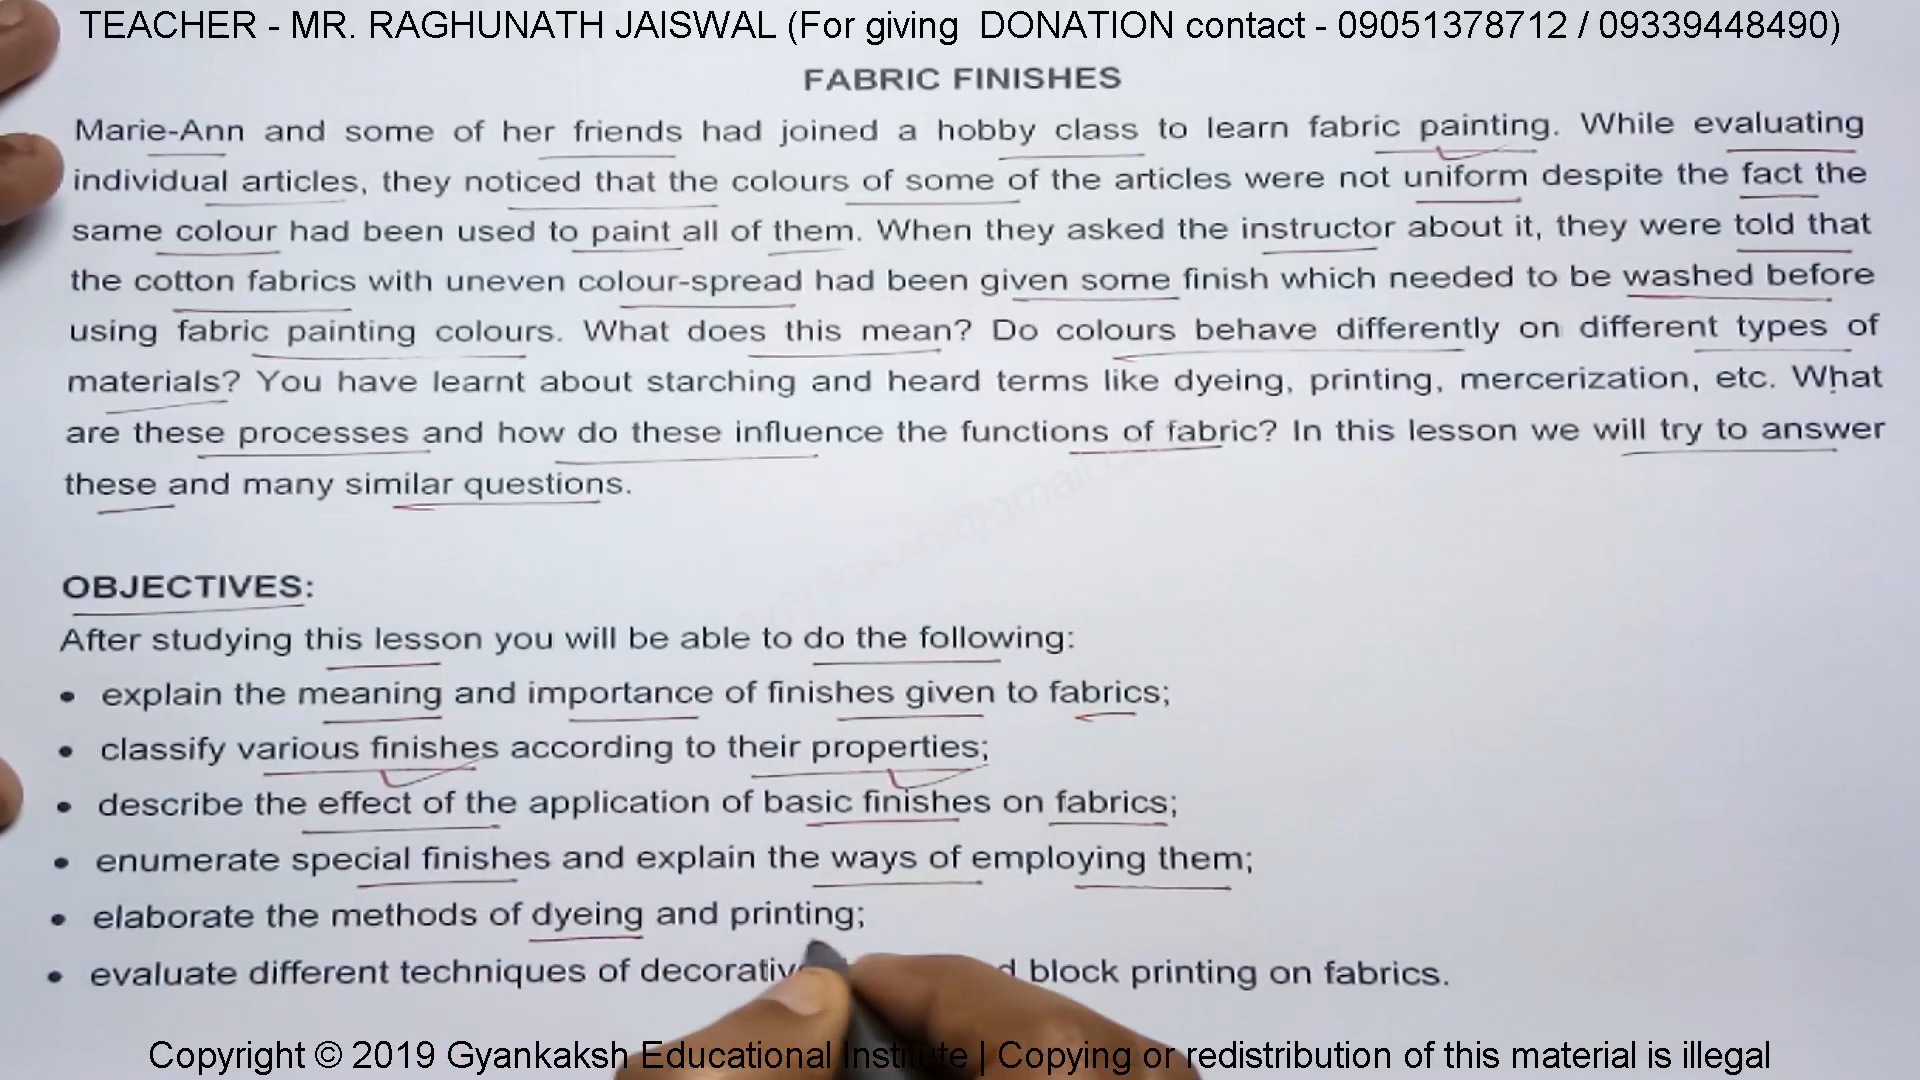 TEACHER - MR. RAGHUNATH JAISWAL (For giving DONATION contact - 09051378712 / 09339448490)
FABRIC FINISHES
Marie-Ann and some of her friends had joined a hobby class to learn fabric painting. While evaluating
individual articles, they noticed that the colours of some of the articles were not uniform despite the fact the
same colour had been used to paint all of them. When they asked the instructor about it, they were told that
the cotton fabrics with uneven colour-spread had been given some finish which needed to be washed before
using fabric painting colours. What does this mean? Do colours behave differently on different types of
materials? You have learnt about starching and heard terms like dyeing, printing, mercerization, etc. What
are these processes and how do these influence the functions of fabric? In this lesson we will try to answer
these and many similar questions.
OBJECTIVES:
After studying this lesson you will be able to do the following:
• explain the meaning and importance of finishes given to fabrics;
• classify various finishes according to their properties;
• describe the effect of the application of basic finishes on fabrics;
• enumerate special finishes and explain the ways of employing them;
• elaborate the methods of dyeing and printing;
• evaluate different techniques of block printing on fabrics.
Copyright © 2019 Gyankaksh Educational Institute | Copying or redistribution of this material is illegal